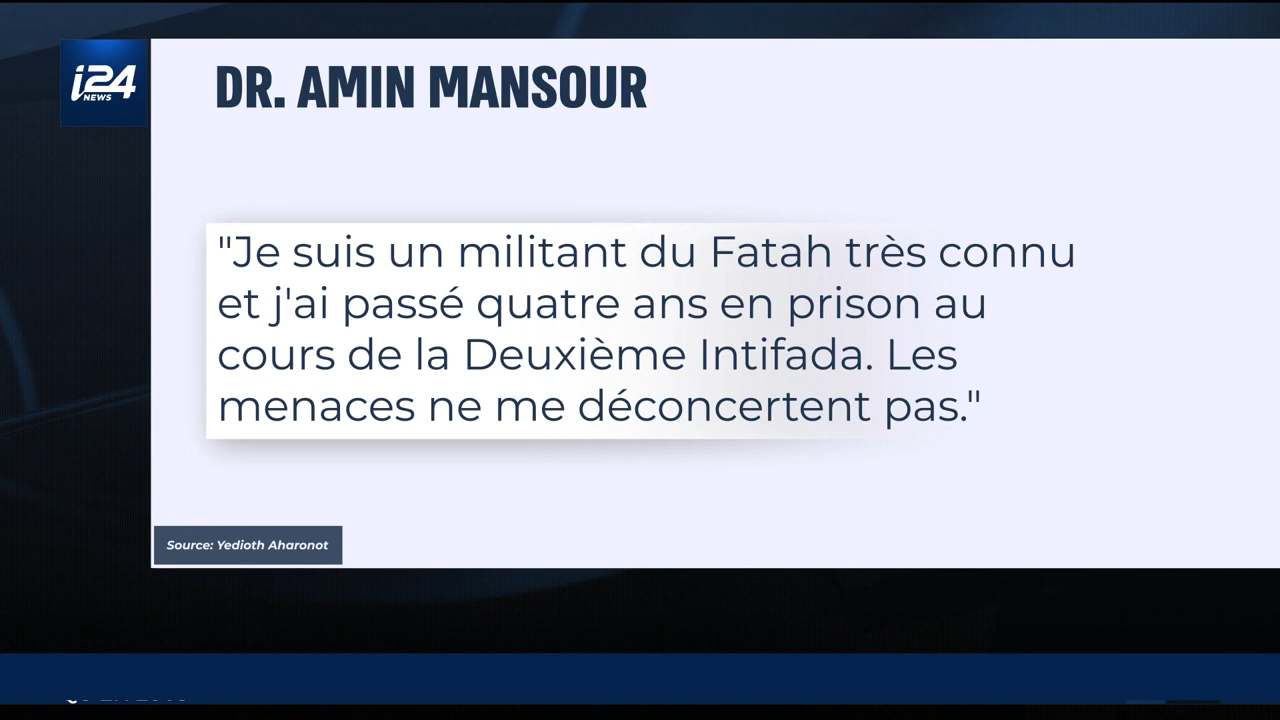 i24
NEWS
DR. AMIN MANSOUR
"Je suis un militant du Fatah très connu
et j'ai passé quatre ans en prison au
cours de la Deuxième Intifada. Les
menaces ne me déconcertent pas."
Source: Yedioth Aharonot